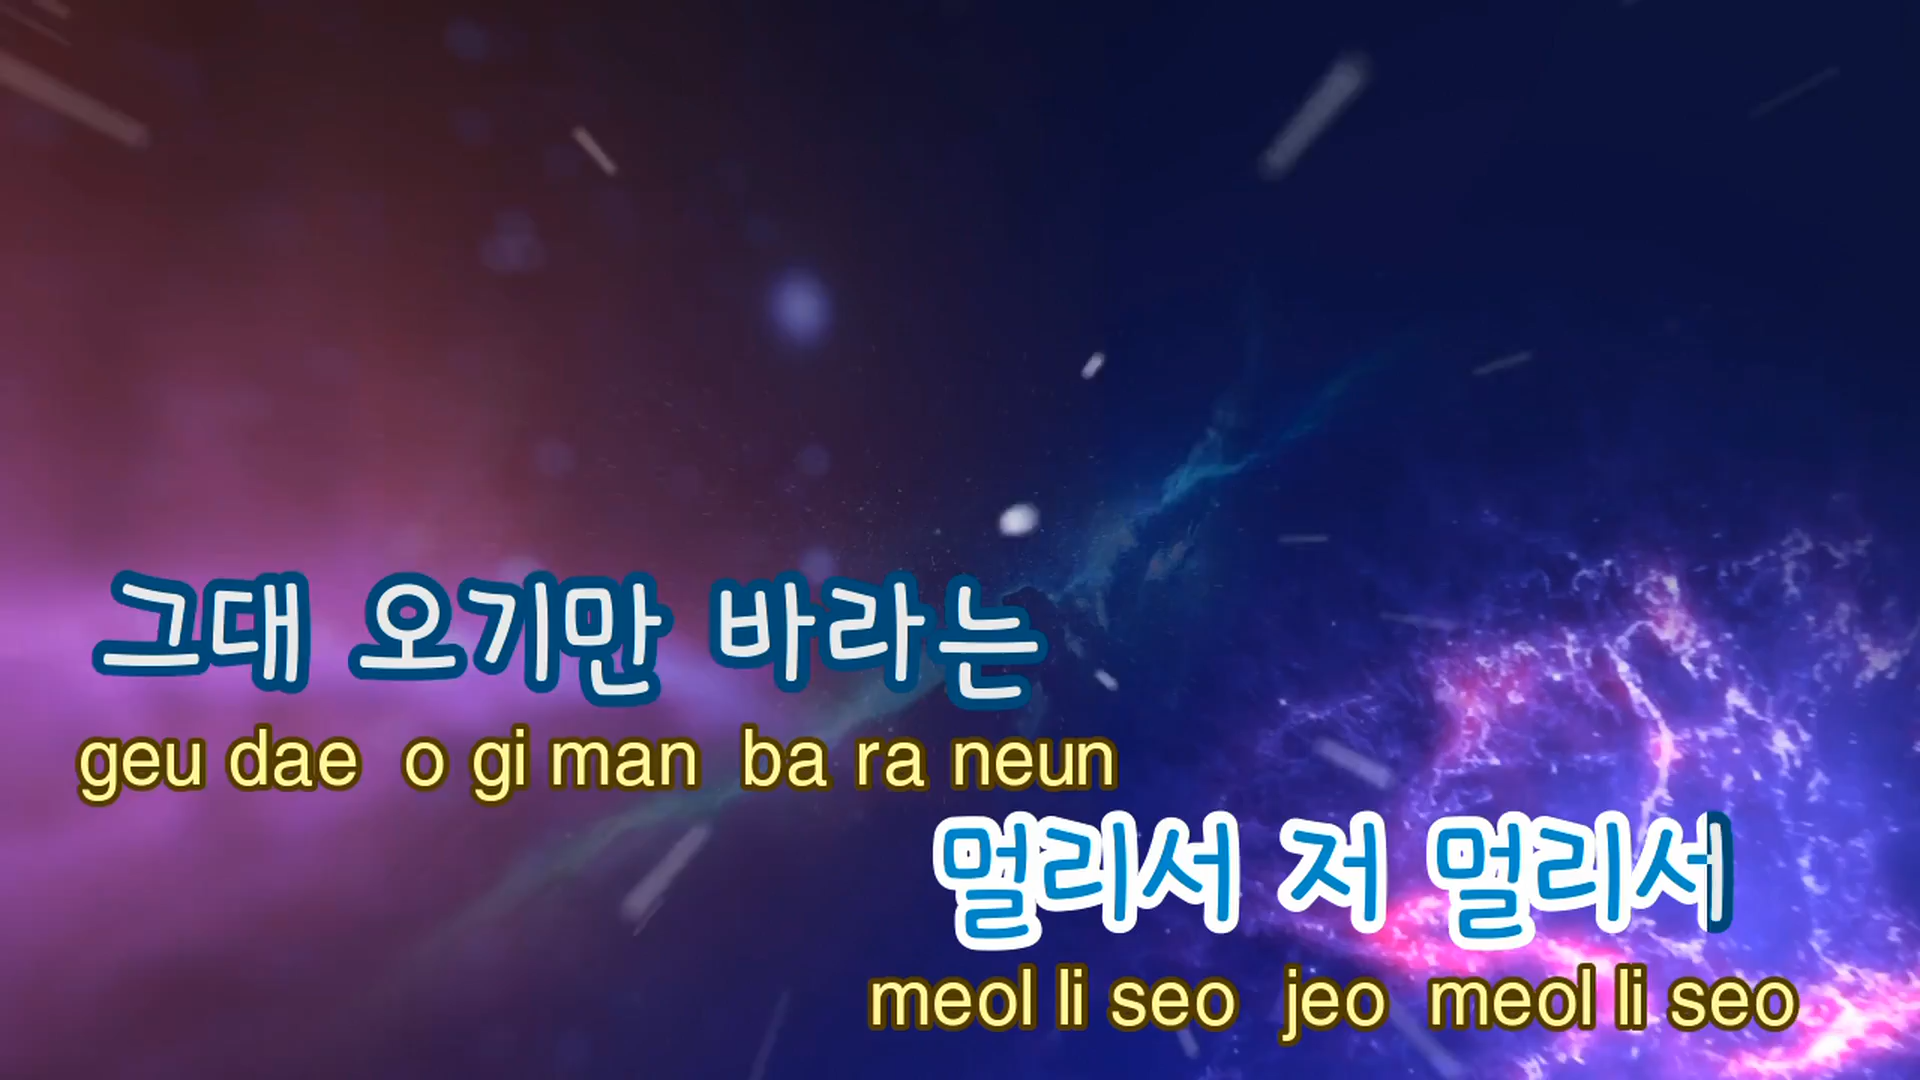 그대 오기만 바라는
geu dae o gi man ba ra neun
멀리서 저 멀리서
meol li seo jeo meol li seo